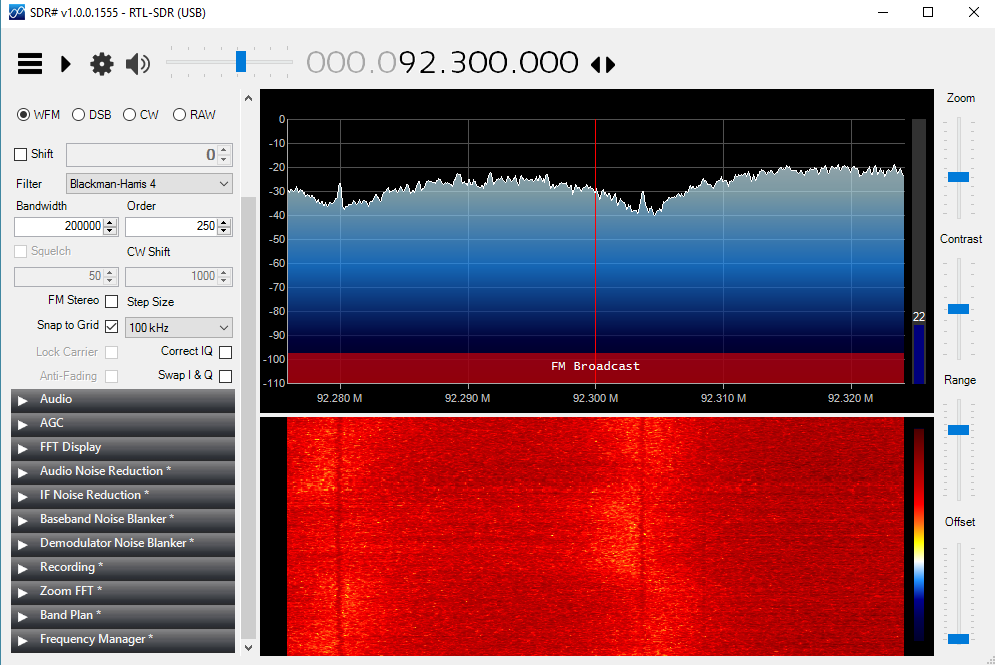 SDR# v1.0.0.1555 - RTL-SDR (USB)
000.092.300.000
WFM DSB CW RAW
Shift 0
Filter Blackman-Harris 4
Bandwidth Order
200000 250
Squelch CW Shift
50 1000
FM Stereo Step Size
Snap to Grid 100 kHz
Lock Carrier Correct IQ
Anti-Fading Swap I & Q
Audio
AGC
FFT Display
Audio Noise Reduction *
IF Noise Reduction *
Baseband Noise Blanker *
Demodulator Noise Blanker *
Recording *
Zoom FFT *
Band Plan *
Frequency Manager *
0
-10
-20
-30
-40
-50
-60
-70
-80
-90
-100
-110
FM Broadcast
92.280 M 92.290 M 92.300 M 92.310 M 92.320 M
22
Zoom
Contrast
Range
Offset